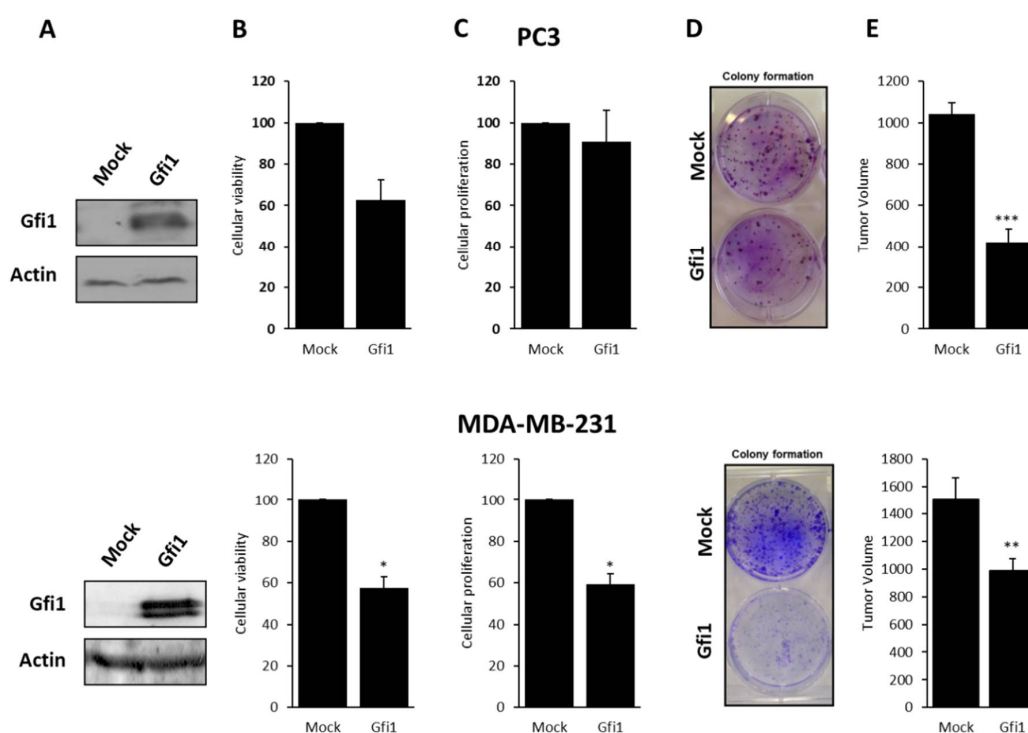 A
B
C
D
E
PC3
Mock
Gfi1
Gfi1
Actin
Cellular viability
120
100
80
60
40
20
0
Mock
Gfi1
Cellular proliferation
120
100
80
60
40
20
0
Mock
Gfi1
Colony formation
Mock
Gfi1
Tumor Volume
1200
1000
800
600
400
200
0
***
Mock
Gfi1
MDA-MB-231
Mock
Gfi1
Gfi1
Actin
Cellular viability
120
100
80
60
40
20
0
*
Mock
Gfi1
Cellular proliferation
120
100
80
60
40
20
0
*
Mock
Gfi1
Colony formation
Mock
Gfi1
Tumor Volume
1800
1600
1400
1200
1000
800
600
400
200
0
**
Mock
Gfi1